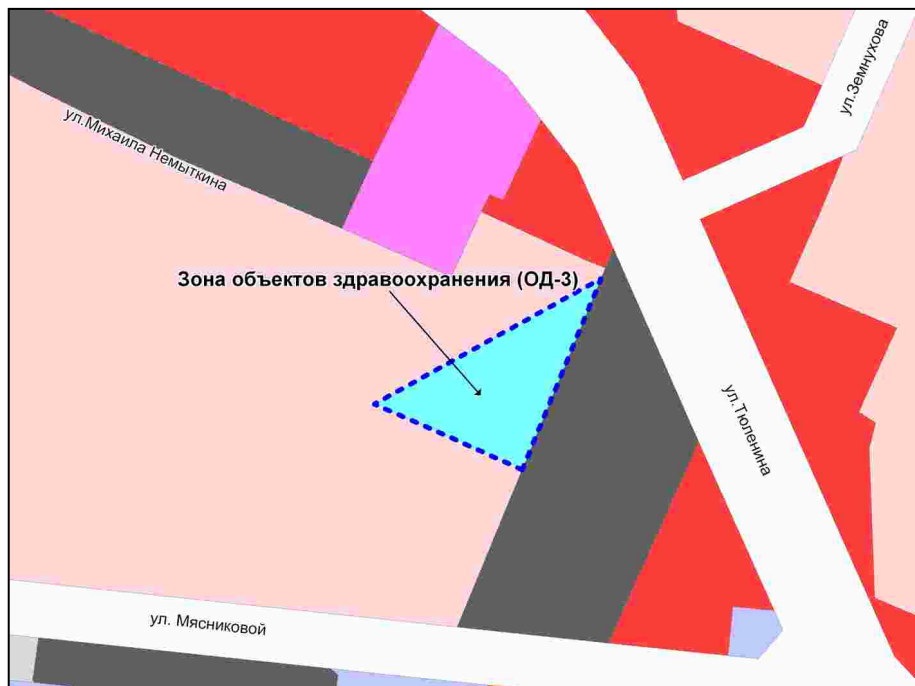 ул.Земнухова
ул.Михаила Немыткина
Зона объектов здравоохранения (ОД-3)
ул.Тюленина
ул. Мясниковой